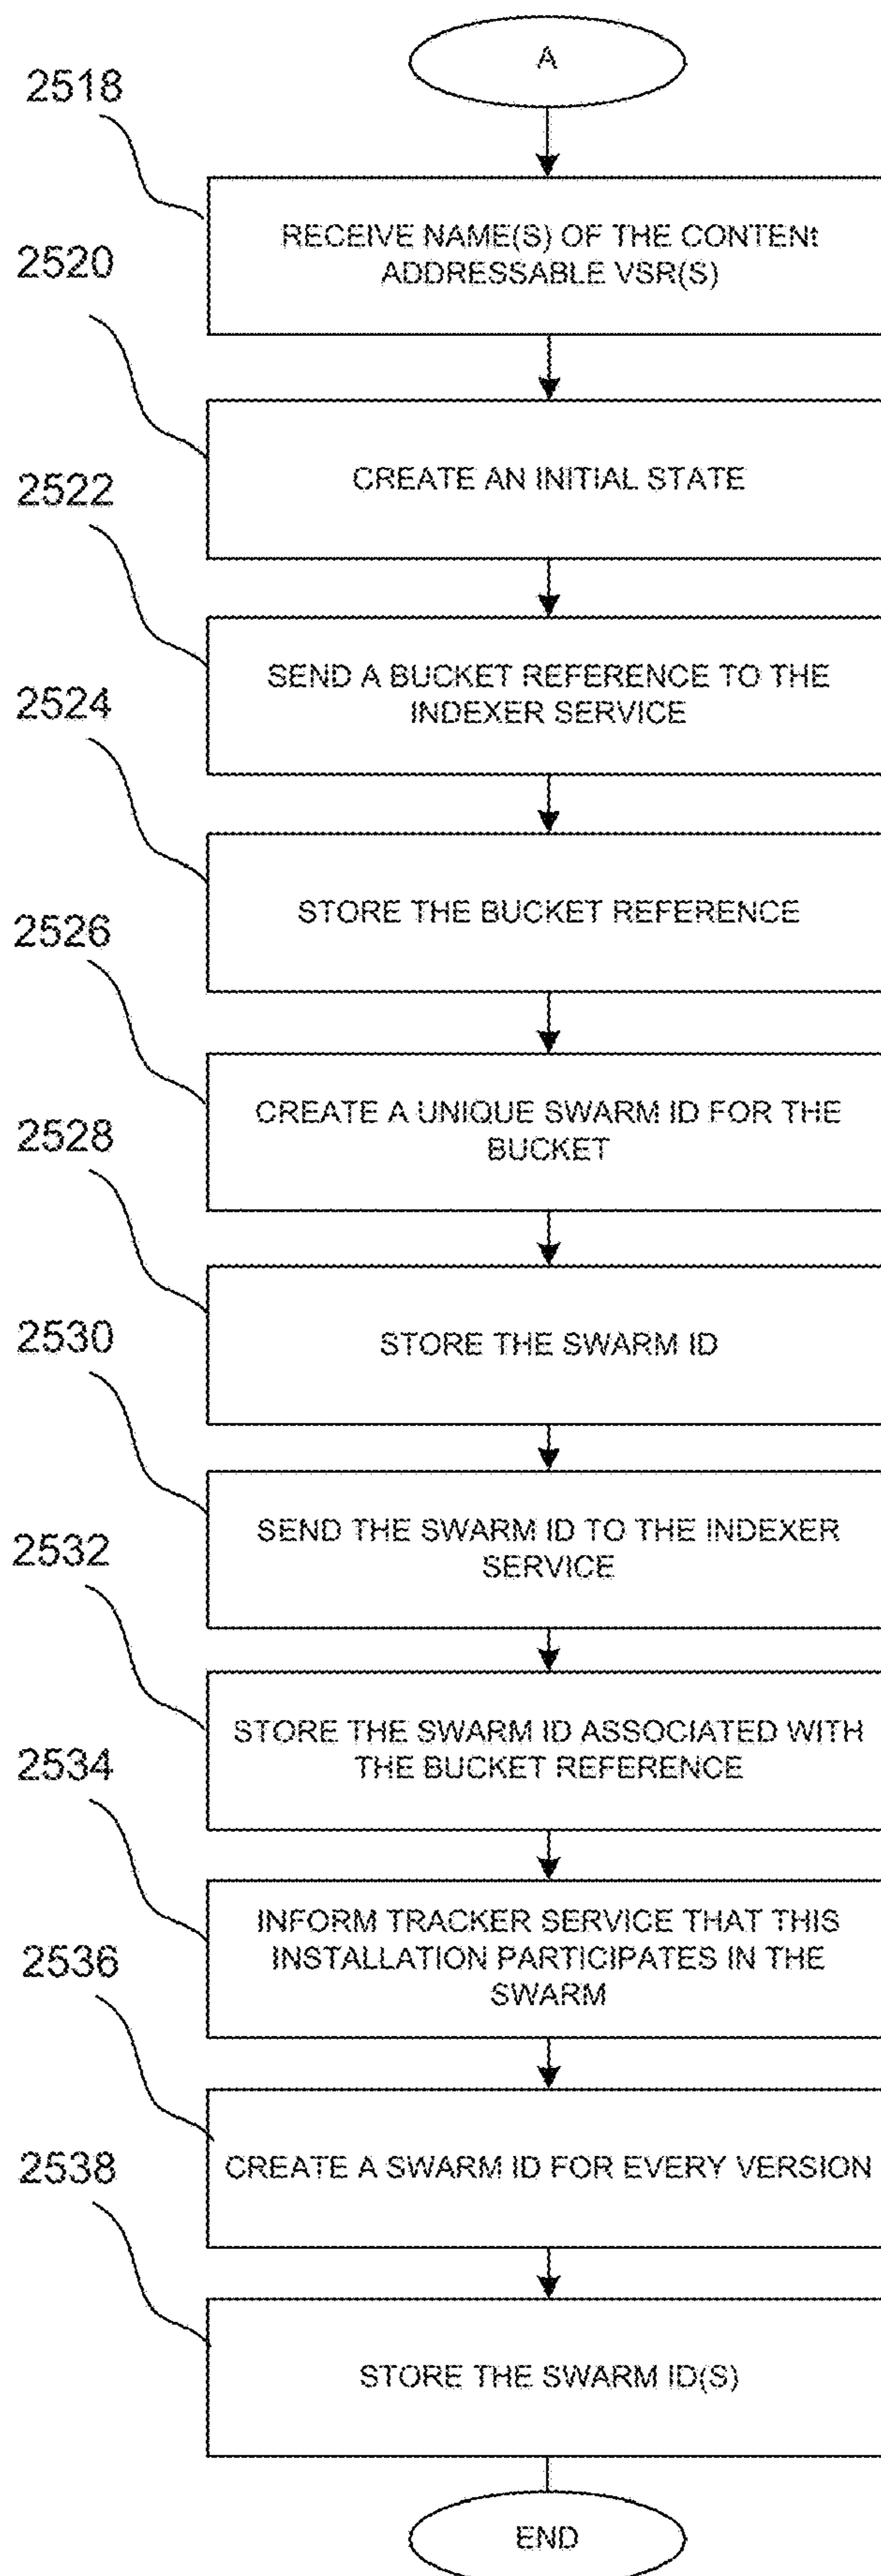 A
2518
RECEIVE NAME(S) OF THE CONTENt
ADDRESSABLE VSR(S)
2520
CREATE AN INITIAL STATE
2522
SEND A BUCKET REFERENCE TO THE
INDEXER SERVICE
2524
STORE THE BUCKET REFERENCE
2526
CREATE A UNIQUE SWARM ID FOR THE
BUCKET
2528
STORE THE SWARM ID
2530
SEND THE SWARM ID TO THE INDEXER
SERVICE
2532
STORE THE SWARM ID ASSOCIATED WITH
THE BUCKET REFERENCE
2534
INFORM TRACKER SERVICE THAT THIS
INSTALLATION PARTICIPATES IN THE
SWARM
2536
CREATE A SWARM ID FOR EVERY VERSION
2538
STORE THE SWARM ID(S)
END